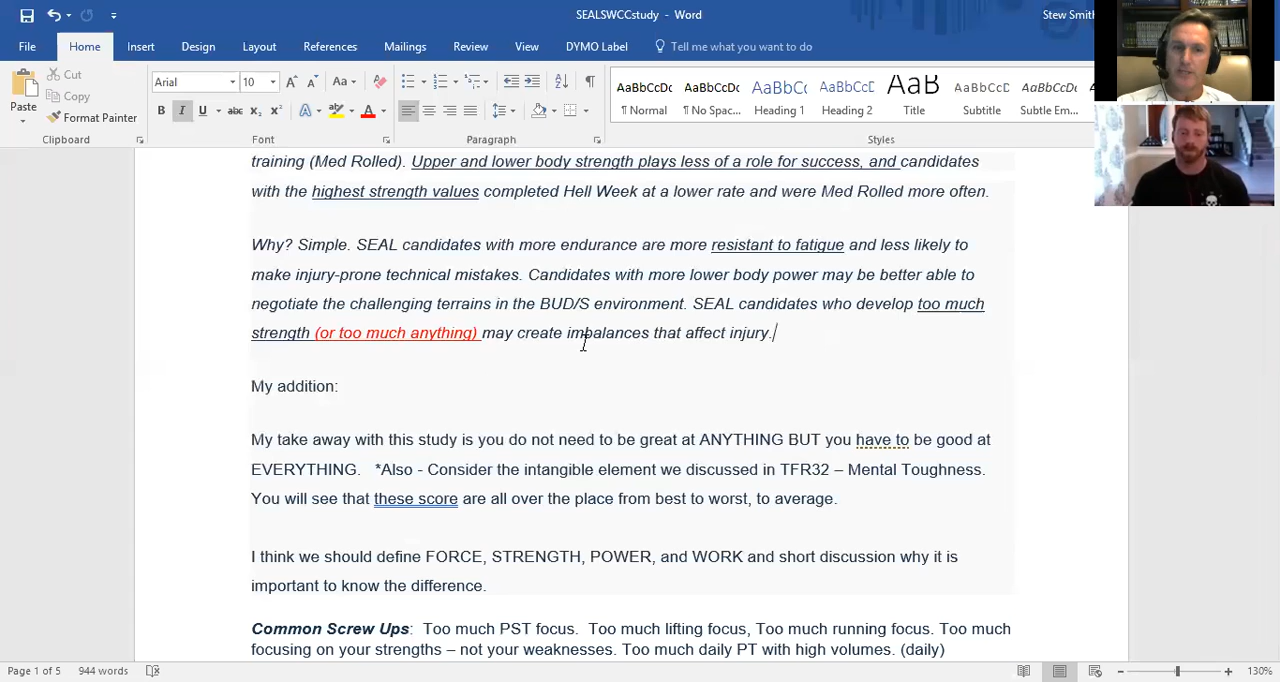 SEALSWCCstudy - Word
Stew Smith
File Home Insert Design Layout References Mailings Review View DYMO Label Tell me what you want to do
Paste
Cut
Copy
Format Painter
Arial 10
AaBbCcDc AaBbCcDc AaBbCc AaBbCcD AaB AaBbCcD AaBbCcDc
¶ Normal ¶ No Spac... Heading 1 Heading 2 Title Subtitle Subtle Em...
Clipboard Font Paragraph Styles
training (Med Rolled). Upper and lower body strength plays less of a role for success, and candidates
with the highest strength values completed Hell Week at a lower rate and were Med Rolled more often.
Why? Simple. SEAL candidates with more endurance are more resistant to fatigue and less likely to
make injury-prone technical mistakes. Candidates with more lower body power may be better able to
negotiate the challenging terrains in the BUD/S environment. SEAL candidates who develop too much
strength (or too much anything) may create imbalances that affect injury.
My addition:
My take away with this study is you do not need to be great at ANYTHING BUT you have to be good at
EVERYTHING. *Also - Consider the intangible element we discussed in TFR32 – Mental Toughness.
You will see that these score are all over the place from best to worst, to average.
I think we should define FORCE, STRENGTH, POWER, and WORK and short discussion why it is
important to know the difference.
Common Screw Ups: Too much PST focus. Too much lifting focus, Too much running focus. Too much
focusing on your strengths – not your weaknesses. Too much daily PT with high volumes. (daily)
Page 1 of 5 944 words 130%